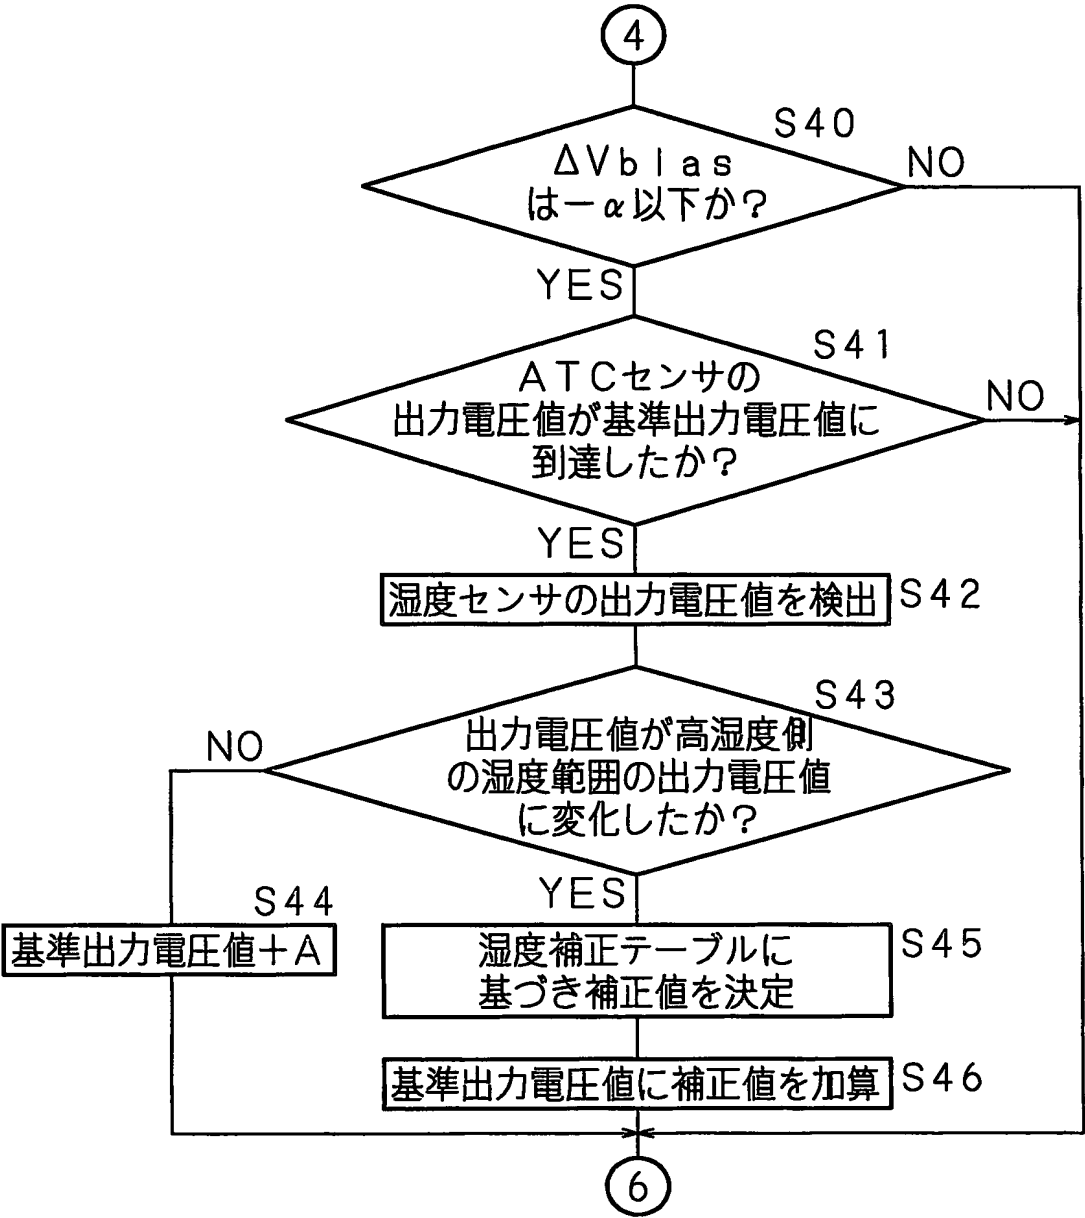 4
S40
ΔVbias
は－α以下か？
NO
YES
S41
ATCセンサの
出力電圧値が基準出力電圧値に
到達したか？
NO
YES
湿度センサの出力電圧値を検出
S42
S43
出力電圧値が高湿度側
の湿度範囲の出力電圧値
に変化したか？
NO
YES
S44
基準出力電圧値＋A
湿度補正テーブルに
基づき補正値を決定
S45
基準出力電圧値に補正値を加算
S46
6